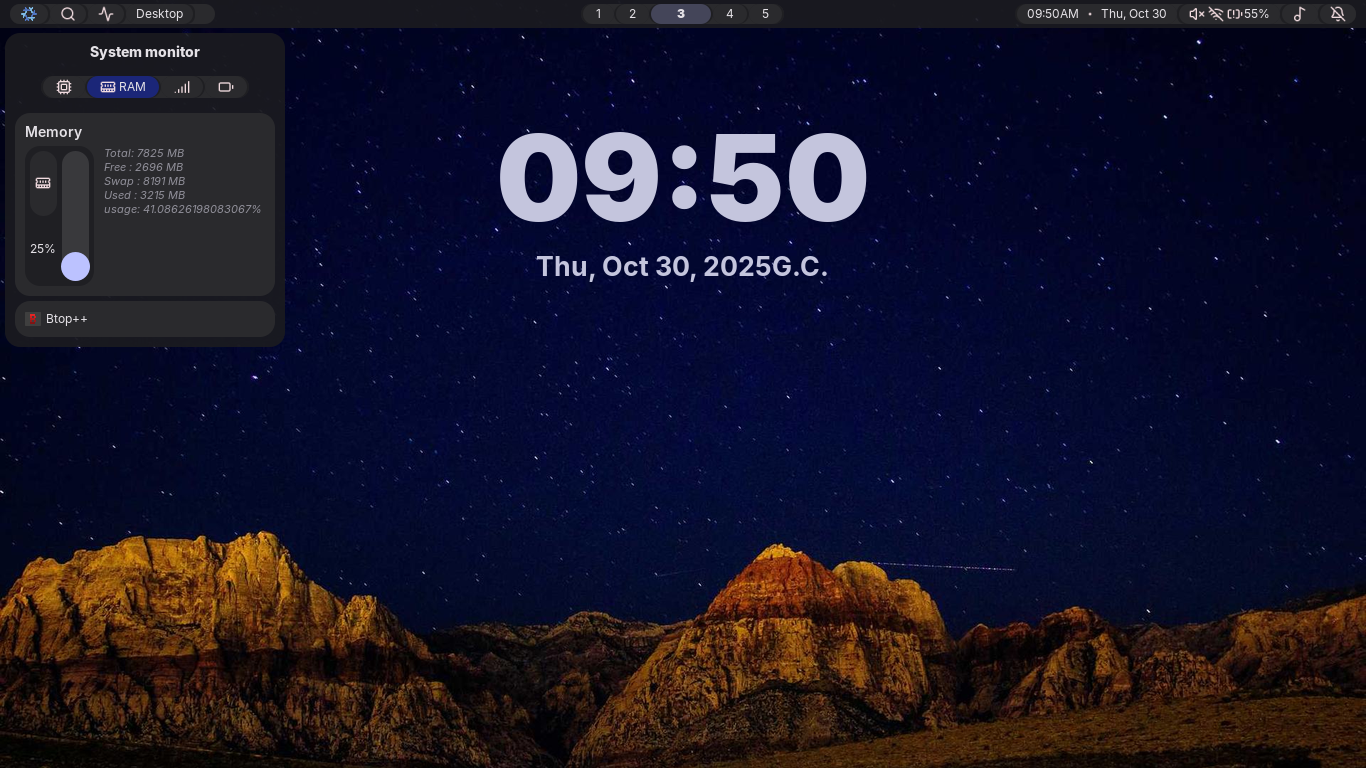 Desktop
1 2 3 4 5
09:50AM • Thu, Oct 30
55%
System monitor
RAM
Memory
Total: 7825 MB
Free : 2696 MB
Swap : 8191 MB
Used : 3215 MB
usage: 41.08626198083067%
25%
Btop++
09:50
Thu, Oct 30, 2025G.C.